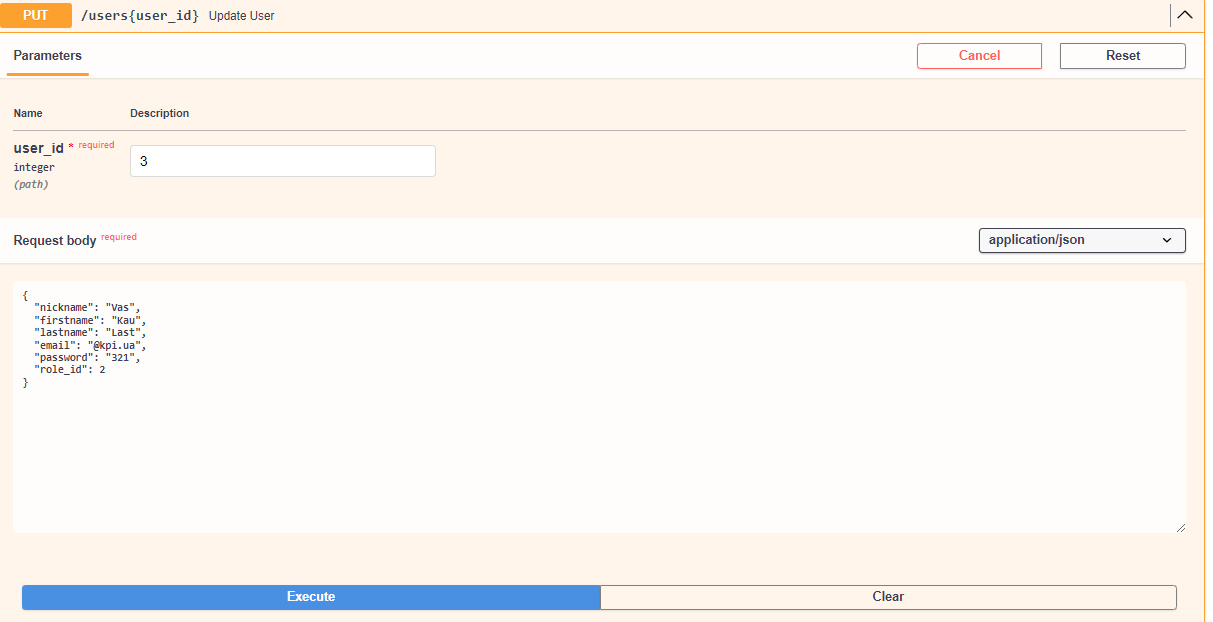 PUT /users{user_id} Update User
Parameters
Cancel
Reset
Name Description
user_id * required
integer
(path)
3
Request body required
application/json
{
  "nickname": "Vas",
  "firstname": "Kau",
  "lastname": "Last",
  "email": "@kpi.ua",
  "password": "321",
  "role_id": 2
}
Execute
Clear